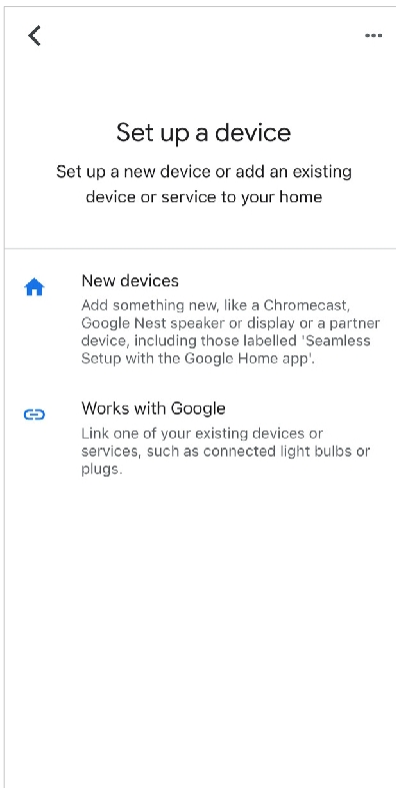 Set up a device
Set up a new device or add an existing
device or service to your home
New devices
Add something new, like a Chromecast,
Google Nest speaker or display or a partner
device, including those labelled 'Seamless
Setup with the Google Home app'.
Works with Google
Link one of your existing devices or
services, such as connected light bulbs or
plugs.